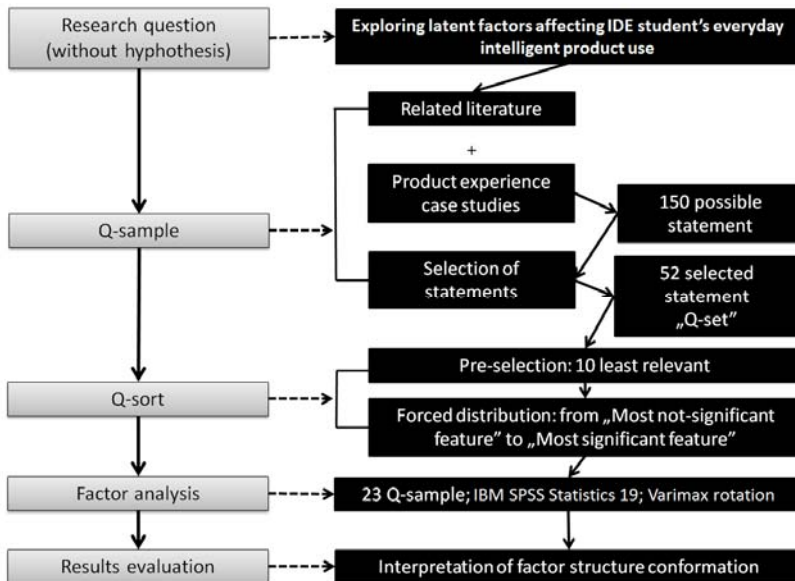 Research question
(without hyphothesis)
Exploring latent factors affecting IDE student's everyday
intelligent product use
Related literature
+
Product experience
case studies
150 possible
statement
Q-sample
Selection of
statements
52 selected
statement
„Q-set”
Pre-selection: 10 least relevant
Q-sort
Forced distribution: from „Most not-significant
feature” to „Most significant feature”
Factor analysis
23 Q-sample; IBM SPSS Statistics 19; Varimax rotation
Results evaluation
Interpretation of factor structure conformation